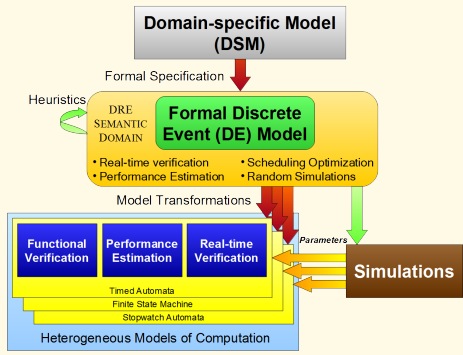 Domain-specific Model
(DSM)
Formal Specification
Heuristics
DRE
SEMANTIC
DOMAIN
Formal Discrete
Event (DE) Model
• Real-time verification
• Scheduling Optimization
• Performance Estimation
• Random Simulations
Model Transformations
Parameters
Functional
Verification
Performance
Estimation
Real-time
Verification
Simulations
Timed Automata
Finite State Machine
Stopwatch Automata
Heterogeneous Models of Computation